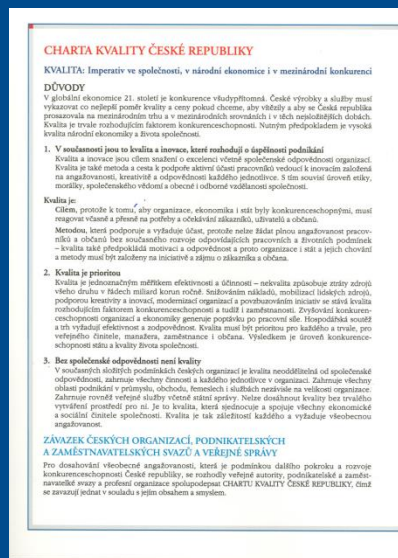 CHARTA KVALITY ČESKÉ REPUBLIKY
KVALITA: Imperativ ve společnosti, v národní ekonomice i v mezinárodní konkurenci
DŮVODY
V globální ekonomice 21. století je konkurence všudypřítomná. České výrobky a služby musí
vykazovat co nejlepší poměr kvality a ceny pokud chceme, aby vítězily a aby se Česká republika
prosazovala na mezinárodním trhu a v mezinárodních srovnáních i v těch nejsložitějších dobách.
Kvalita je trvale rozhodujícím faktorem konkurenceschopnosti. Nutným předpokladem je vysoká
kvalita národní ekonomiky a života společnosti.
1. V současnosti jsou to kvalita a inovace, které rozhodují o úspěšnosti podnikání
Kvalita a inovace jsou cílem snažení o excelenci včetně společenské odpovědnosti organizací.
Kvalita je také metoda a cesta k podpoře aktivní účasti pracovníků vedoucí k inovacím založená
na angažovanosti, kreativitě a odpovědnosti každého jednotlivce. S tím souvisí úroveň etiky,
morálky, společenského vědomí a obecné i odborné vzdělanosti společnosti.
Kvalita je:
Cílem, protože k tomu, aby organizace, ekonomika i stát byly konkurenceschopnými, musí
reagovat včasně a přesně na potřeby a očekávání zákazníků, uživatelů a občanů.
Metodou, která podporuje a vyžaduje účast, protože nelze žádat plnou angažovanost pracov-
níků a občanů bez současného rozvoje odpovídajících pracovních a životních podmínek
– kvalita také předpokládá motivaci a odpovědnost a proto organizace i stát a jejich chování
a metody musí být založeny na iniciativě a zájmu o zákazníka a občana.
2. Kvalita je prioritou
Kvalita je jednoznačným měřítkem efektivnosti a účinnosti – nekvalita způsobuje ztráty zdrojů
všeho druhu v řádech miliard korun ročně. Snižováním nákladů, mobilizací lidských zdrojů,
podporou kreativity a inovací, modernizací organizací a povzbuzováním iniciativ se stává kvalita
rozhodujícím faktorem konkurenceschopnosti a tudíž i zaměstnanosti. Zvyšování konkuren-
ceschopnosti organizací a ekonomiky generuje poptávku po pracovní síle. Hospodářská soutěž
a trh vyžadují efektivnost a zodpovědnost. Kvalita musí být prioritou pro každého a trvale, pro
veřejného činitele, manažera, zaměstnance i občana. Výsledkem je úroveň konkurence-
schopnosti státu a kvality života společnosti.
3. Bez společenské odpovědnosti není kvality
V současných složitých podmínkách českých organizací je kvalita neoddělitelná od společenské
odpovědnosti, zahrnuje všechny činnosti a každého jednotlivce v organizaci. Zahrnuje všechny
oblasti podnikání v průmyslu, obchodu, řemeslech i službách nezávisle na velikosti organizace.
Zahrnuje rovněž veřejné služby včetně státní správy. Nelze dosáhnout kvality bez trvalého
vytváření prostředí pro ni. Je to kvalita, která sjednocuje a spojuje všechny ekonomické
a sociální činitele společnosti. Kvalita je tak záležitostí každého a vyžaduje všeobecnou
angažovanost.
ZÁVAZEK ČESKÝCH ORGANIZACÍ, PODNIKATELSKÝCH
A ZAMĚSTNAVATELSKÝCH SVAZŮ A VEŘEJNÉ SPRÁVY
Pro dosahování všeobecné angažovanosti, která je podmínkou dalšího pokroku a rozvoje
konkurenceschopnosti České republiky, se rozhodly veřejné autority, podnikatelské a zaměst-
navatelské svazy a profesní organizace spolupodepsat CHARTU KVALITY ČESKÉ REPUBLIKY, čímž
se zavazují jednat v souladu s jejím obsahem a smyslem.